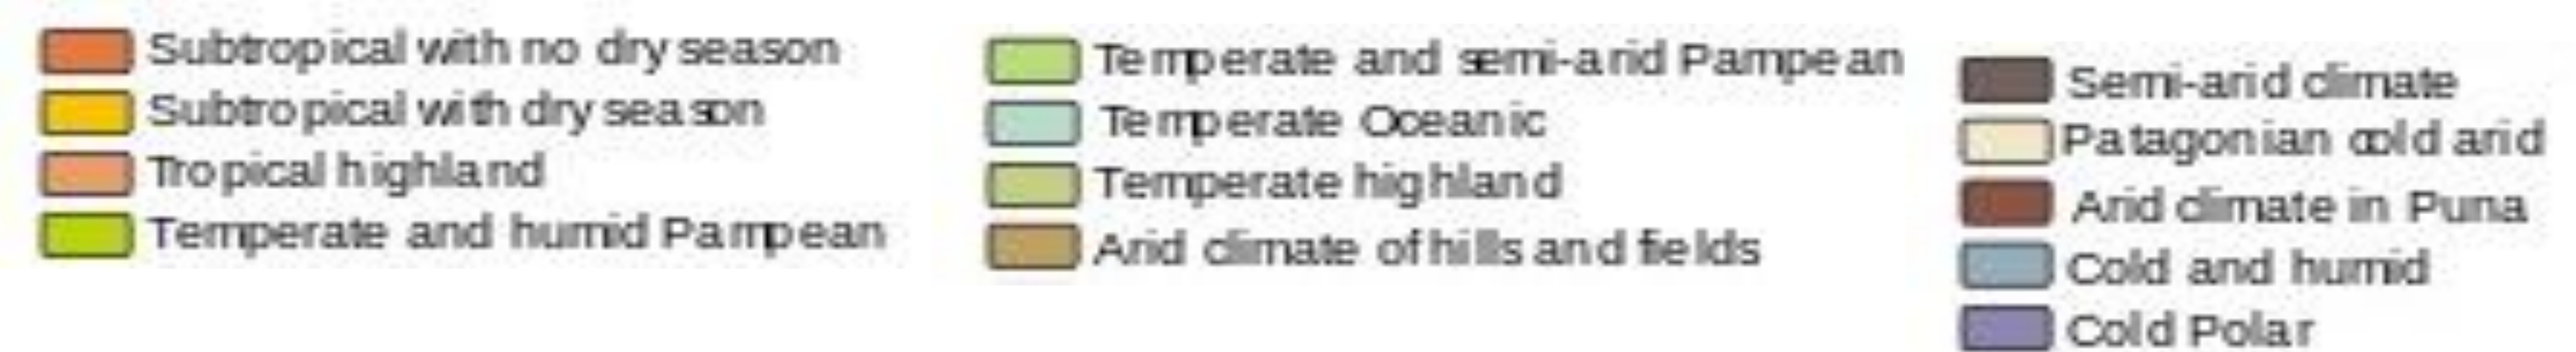 Subtropical with no dry season
Subtropical with dry season
Tropical highland
Temperate and humid Pampean
Temperate and semi-arid Pampean
Temperate Oceanic
Temperate highland
Arid climate of hills and fields
Semi-arid climate
Patagonian cold arid
Arid climate in Puna
Cold and humid
Cold Polar